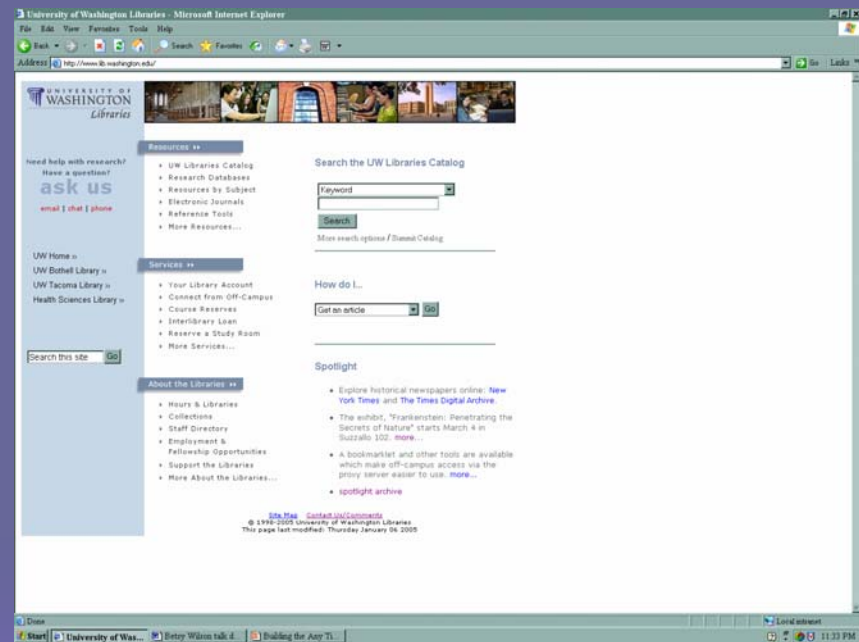 University of Washington Libraries - Microsoft Internet Explorer
File Edit View Favorites Tools Help
Back Search Favorites
Address http://www.lib.washington.edu/ Go Links »
UNIVERSITY OF
WASHINGTON
Libraries
Need help with research?
Have a question?
ask us
email | chat | phone
UW Home »
UW Bothell Library »
UW Tacoma Library »
Health Sciences Library »
Search this site Go
Resources »
UW Libraries Catalog
Research Databases
Resources by Subject
Electronic Journals
Reference Tools
More Resources...
Services »
Your Library Account
Connect from Off-Campus
Course Reserves
Interlibrary Loan
Reserve a Study Room
More Services...
About the Libraries »
Hours & Libraries
Collections
Staff Directory
Employment &
Fellowship Opportunities
Support the Libraries
More About the Libraries...
Search the UW Libraries Catalog
Keyword
Search
More search options / Summit Catalog
How do I...
Get an article Go
Spotlight
Explore historical newspapers online: New
York Times and The Times Digital Archive.
The exhibit, "Frankenstein: Penetrating the
Secrets of Nature" starts March 4 in
Suzzallo 102. more...
A bookmarklet and other tools are available
which make off-campus access via the
proxy server easier to use. more...
spotlight archive
Site Map Contact Us/Comments
© 1998-2005 University of Washington Libraries
This page last modified: Thursday January 06 2005
Done Local intranet
Start University of Was... Betsy Wilson talk d... Building the Any Ti... 11:33 PM